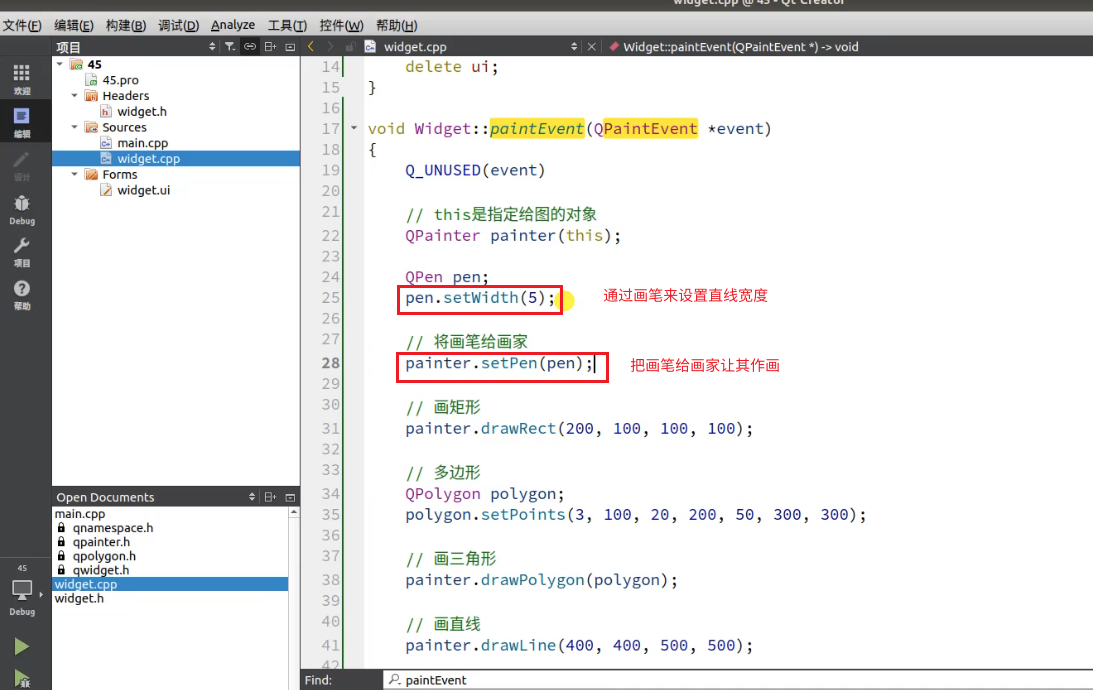 widget.cpp @ 45 - Qt Creator
文件(F) 编辑(E) 构建(B) 调试(D) Analyze 工具(T) 控件(W) 帮助(H)
项目
widget.cpp
Widget::paintEvent(QPaintEvent *) -> void
欢迎
编辑
设计
Debug
项目
帮助
45
Debug
45
45.pro
Headers
widget.h
Sources
main.cpp
widget.cpp
Forms
widget.ui
Open Documents
main.cpp
qnamespace.h
qpainter.h
qpolygon.h
qwidget.h
widget.cpp
widget.h
14 delete ui;
15 }
16
17 void Widget::paintEvent(QPaintEvent *event)
18 {
19 Q_UNUSED(event)
20
21 // this是指定给图的对象
22 QPainter painter(this);
23
24 QPen pen;
25 pen.setWidth(5); 通过画笔来设置直线宽度
26
27 // 将画笔给画家
28 painter.setPen(pen); 把画笔给画家让其作画
29
30 // 画矩形
31 painter.drawRect(200, 100, 100, 100);
32
33 // 多边形
34 QPolygon polygon;
35 polygon.setPoints(3, 100, 20, 200, 50, 300, 300);
36
37 // 画三角形
38 painter.drawPolygon(polygon);
39
40 // 画直线
41 painter.drawLine(400, 400, 500, 500);
42
Find: paintEvent